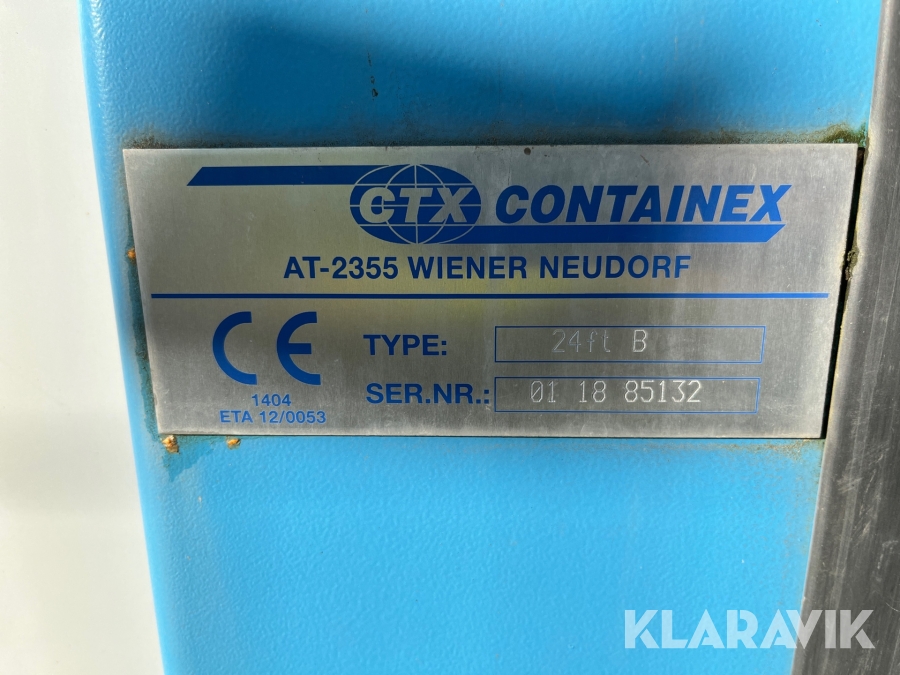 CTX CONTAINEX
AT-2355 WIENER NEUDORF
CE
1404
ETA 12/0053
TYPE: 24ft B
SER.NR.: 01 18 85132
KLARAVIK